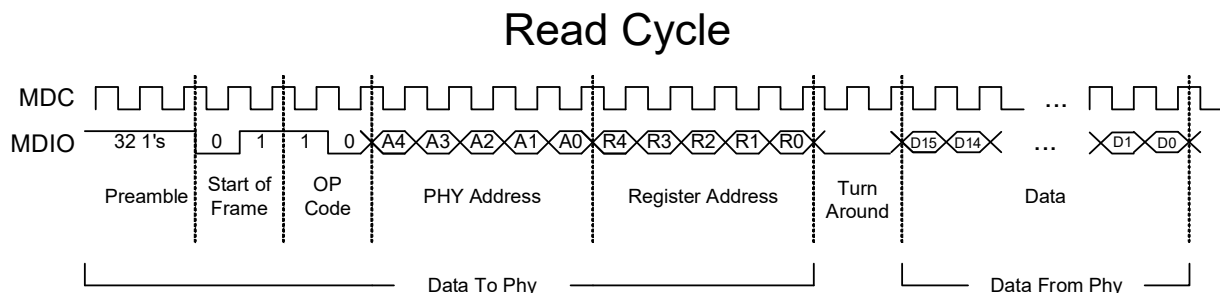 Read Cycle
MDC
...
MDIO
32 1's
0
1
1
0
A4
A3
A2
A1
A0
R4
R3
R2
R1
R0
D15
D14
...
D1
D0
Preamble
Start of
Frame
OP
Code
PHY Address
Register Address
Turn
Around
Data
Data To Phy
Data From Phy